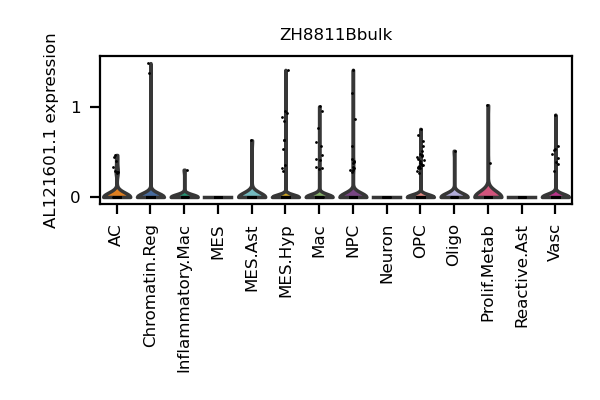 ZH8811Bbulk
AL121601.1 expression
1
0
AC
Chromatin.Reg
Inflammatory.Mac
MES
MES.Ast
MES.Hyp
Mac
NPC
Neuron
OPC
Oligo
Prolif.Metab
Reactive.Ast
Vasc